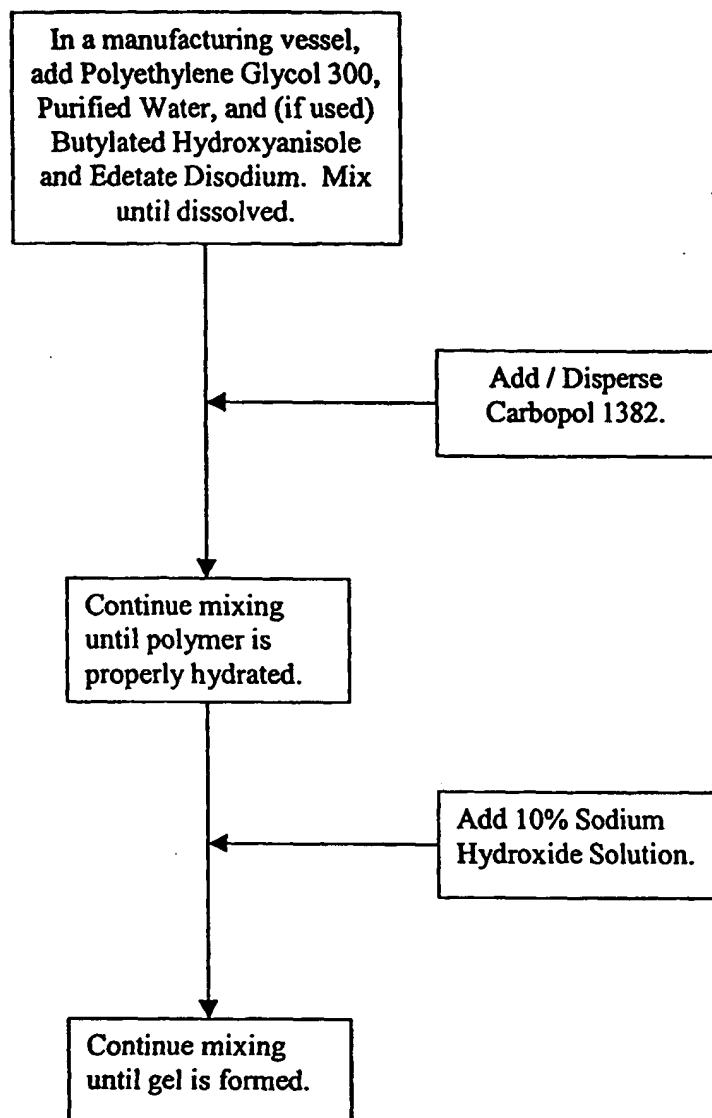 In a manufacturing vessel,
add Polyethylene Glycol 300,
Purified Water, and (if used)
Butylated Hydroxyanisole
and Edetate Disodium. Mix
until dissolved.
Add / Disperse
Carbopol 1382.
Continue mixing
until polymer is
properly hydrated.
Add 10% Sodium
Hydroxide Solution.
Continue mixing
until gel is formed.